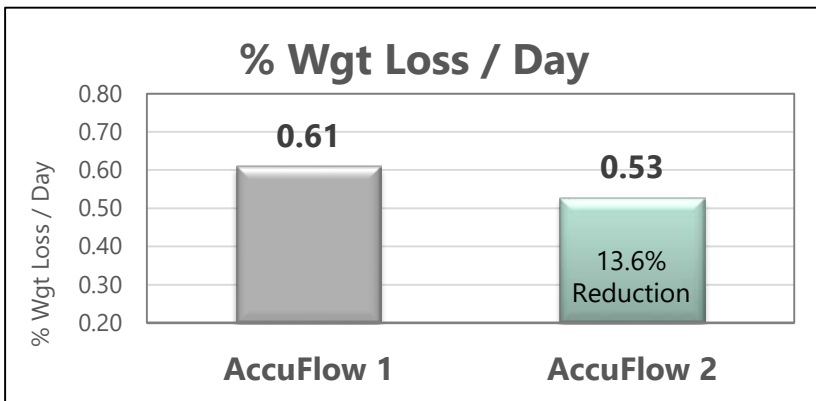 % Wgt Loss / Day
% Wgt Loss / Day
0.80
0.70
0.60
0.50
0.40
0.30
0.20
0.61
0.53
13.6%
Reduction
AccuFlow 1
AccuFlow 2